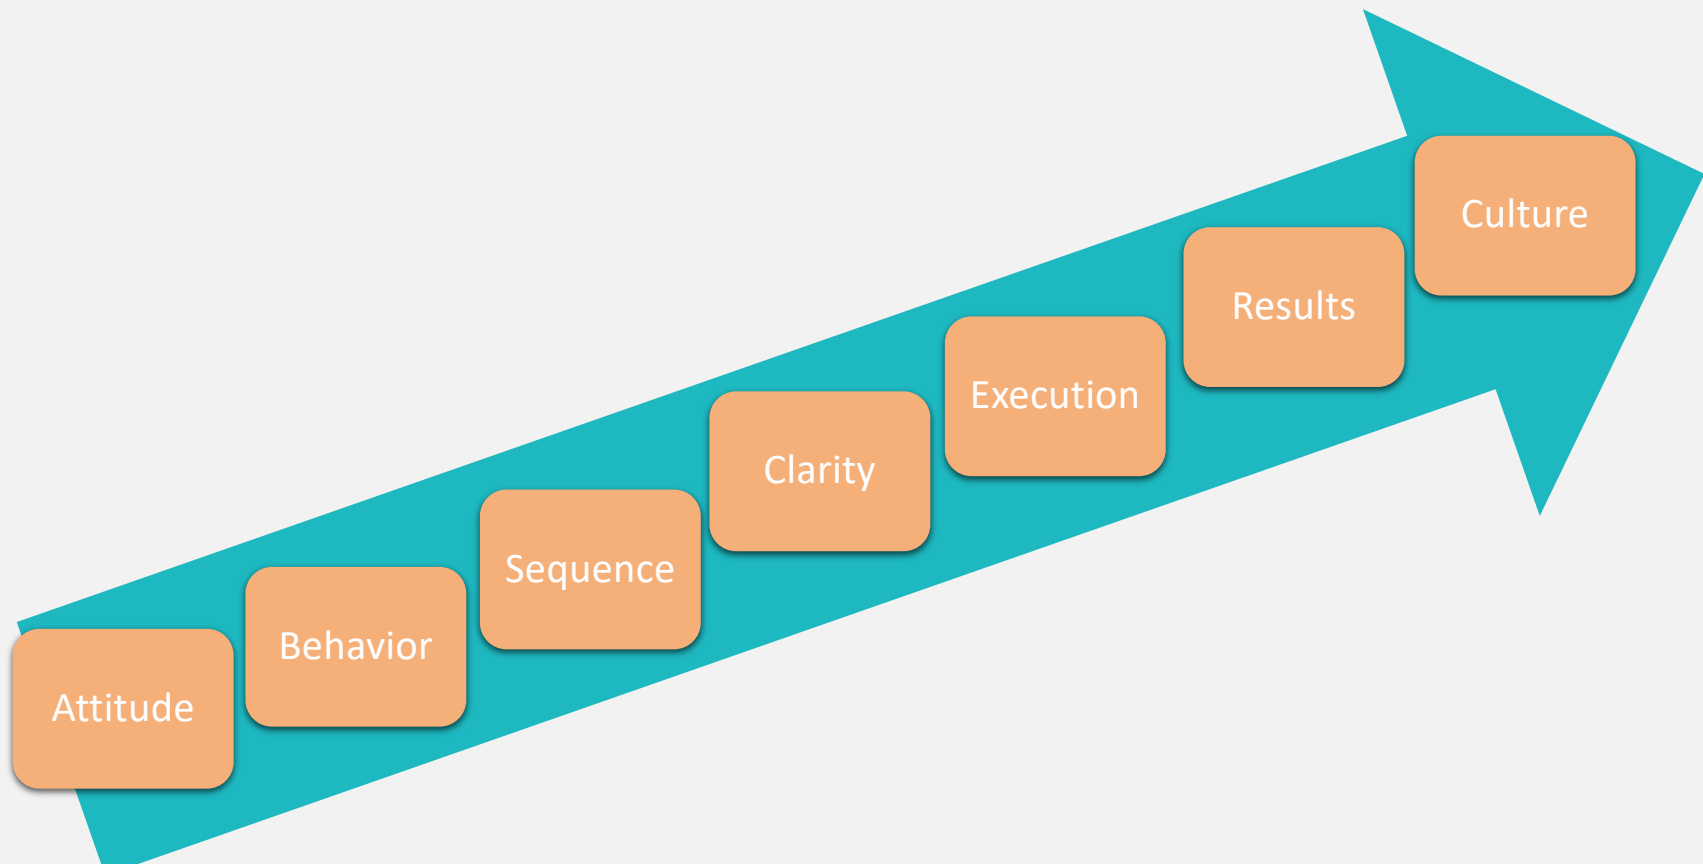 Attitude
Behavior
Sequence
Clarity
Execution
Results
Culture